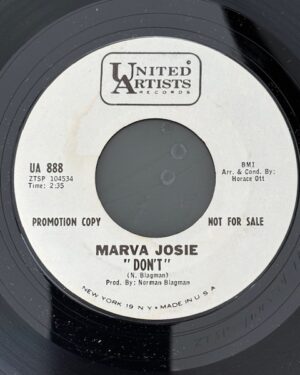 UNITED
ARTISTS
RECORDS
UA 888
ZTSP 104534
Time: 2:35
BMI
Arr. & Cond. By:
Horace Ott
PROMOTION COPY
NOT FOR SALE
MARVA JOSIE
"DON'T"
(N. Blagman)
Prod. By: Norman Blagman
NEW YORK 19 N Y • MADE IN U.S.A